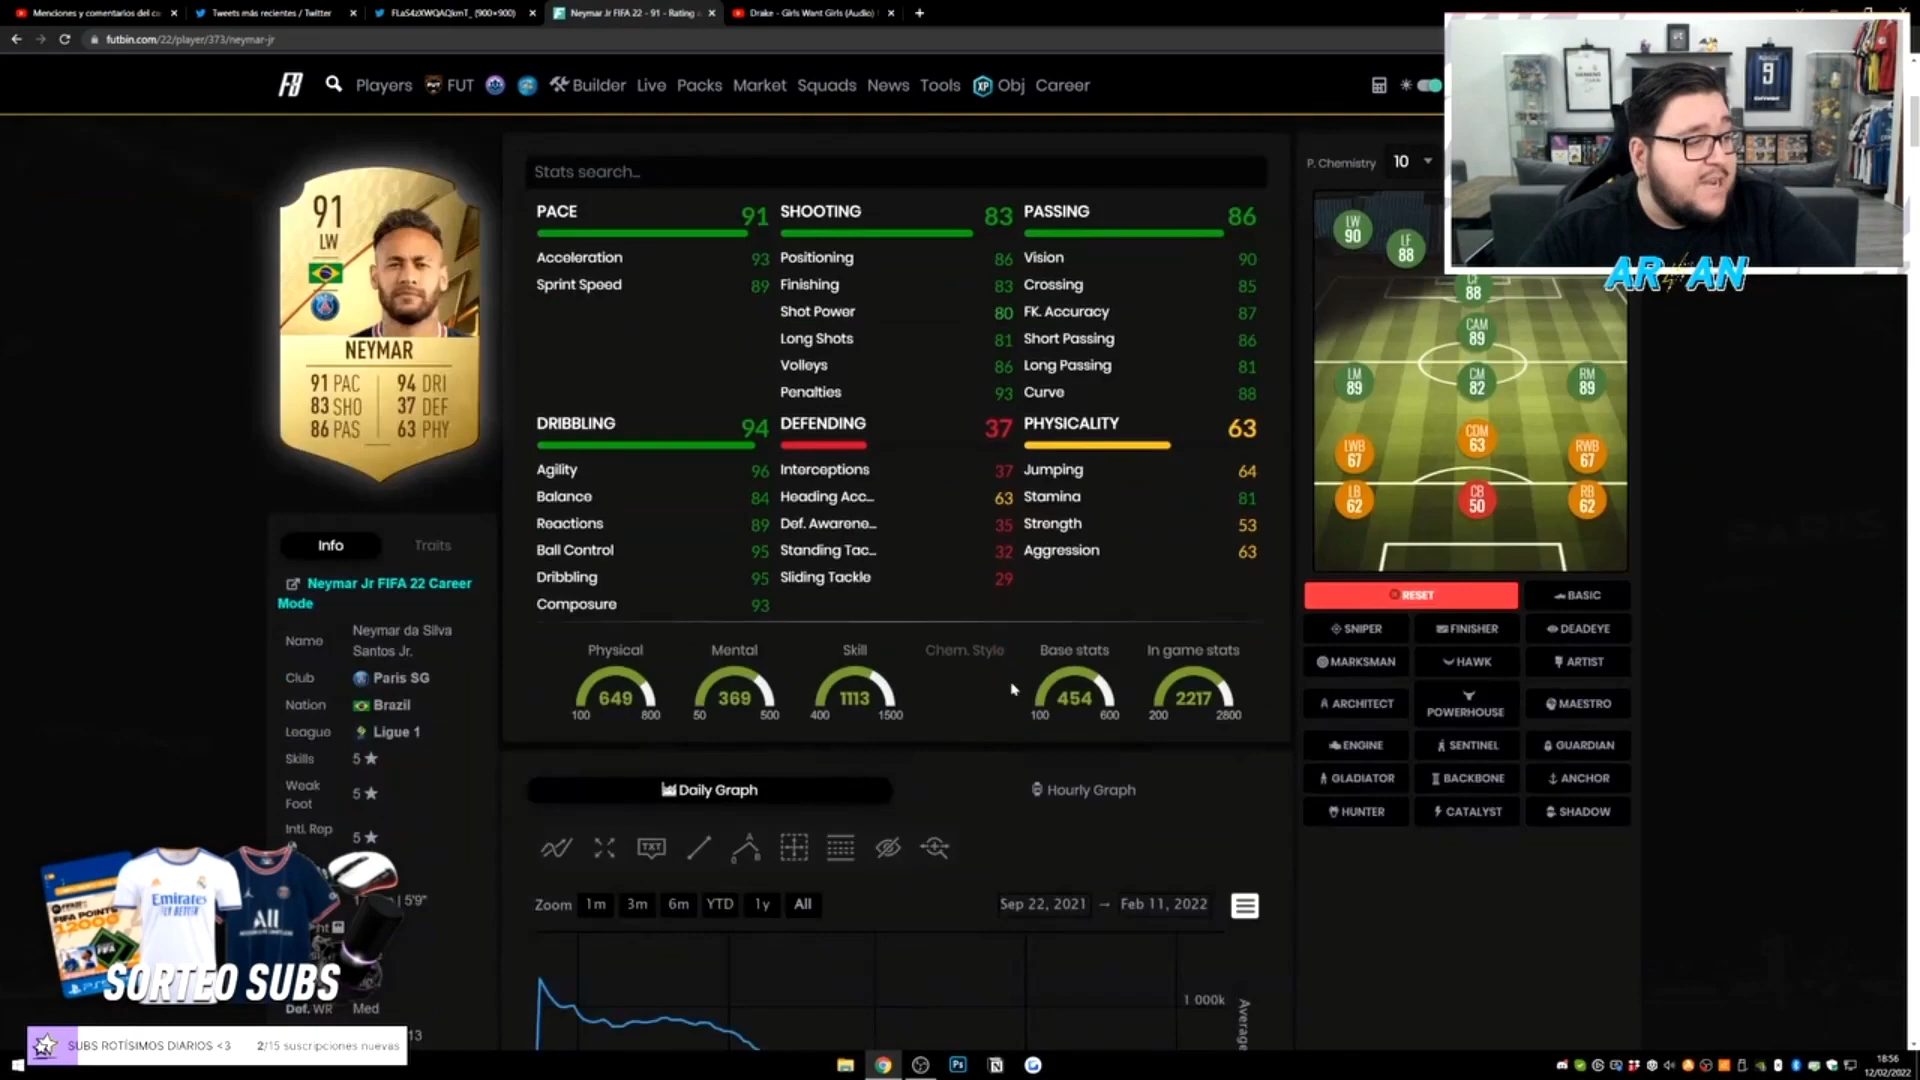 Menciones y comentarios del ca
Tweets más recientes / Twitter
FLaS4zXWQAQkmT_ (900×900)
Neymar Jr FIFA 22 - 91 - Rating a
Drake - Girls Want Girls (Audio)
futbin.com/22/player/373/neymar-jr
FB Players FUT Builder Live Packs Market Squads News Tools XP Obj Career
P. Chemistry 10
ARAN
91
LW
NEYMAR
91 PAC 94 DRI
83 SHO 37 DEF
86 PAS 63 PHY
Stats search...
PACE 91
Acceleration 93
Sprint Speed 89
SHOOTING 83
Positioning 86
Finishing 83
Shot Power 80
Long Shots 81
Volleys 86
Penalties 93
PASSING 86
Vision 90
Crossing 85
FK. Accuracy 87
Short Passing 86
Long Passing 81
Curve 88
DRIBBLING 94
Agility 96
Balance 84
Reactions 89
Ball Control 95
Dribbling 95
Composure 93
DEFENDING 37
Interceptions 37
Heading Acc... 63
Def. Awarene... 35
Standing Tac... 32
Sliding Tackle 29
PHYSICALITY 63
Jumping 64
Stamina 81
Strength 53
Aggression 63
Physical
649
100 800
Mental
369
50 500
Skill
1113
400 1500
Chem. Style
Base stats
454
100 600
In game stats
2217
200 2800
LW
90
LF
88
CF
88
CAM
89
LM
89
CM
82
RM
89
LWB
67
CDM
63
RWB
67
LB
62
CB
50
RB
62
RESET BASIC
SNIPER FINISHER DEADEYE
MARKSMAN HAWK ARTIST
ARCHITECT POWERHOUSE MAESTRO
ENGINE SENTINEL GUARDIAN
GLADIATOR BACKBONE ANCHOR
HUNTER CATALYST SHADOW
Info Traits
Neymar Jr FIFA 22 Career
Mode
Name Neymar da Silva
Santos Jr.
Club Paris SG
Nation Brazil
League Ligue 1
Skills 5
Weak
Foot 5
Intl. Rep 5
| 5'9"
Def. WR Med
13
Daily Graph Hourly Graph
TXT
Zoom 1m 3m 6m YTD 1y All
Sep 22, 2021 → Feb 11, 2022
1 000k
Average
FIFA POINTS
12000
Emirates
FLY BETTER
ALL
SORTEO SUBS
SUBS ROTÍSIMOS DIARIOS <3 2/15 suscripciones nuevas
Ps
18:56
12/02/2022